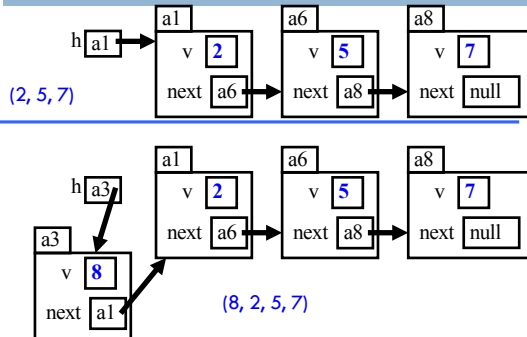 a1 a6 a8
h a1 v 2 v 5 v 7
next a6 next a8 next null
(2, 5, 7)
a1 a6 a8
h a3 v 2 v 5 v 7
next a6 next a8 next null
a3
v 8
next a1
(8, 2, 5, 7)